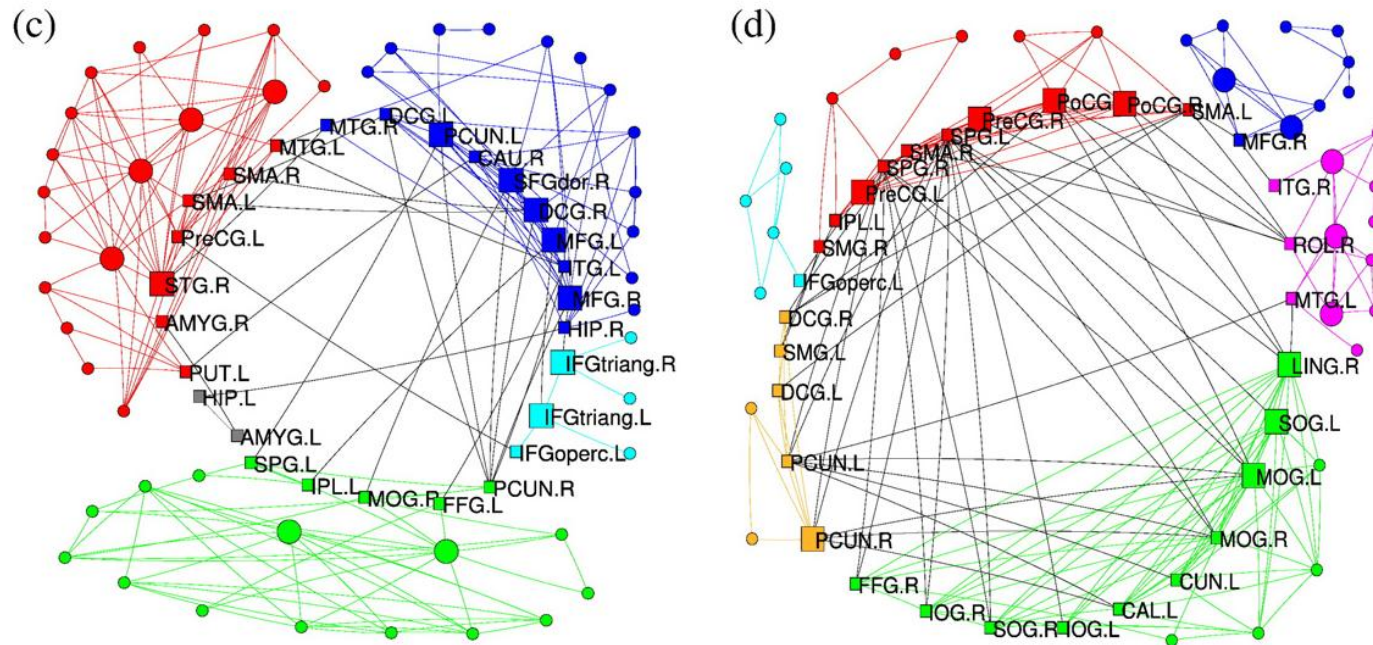 (c)
DCG.L
MTG.R
PCUN.L
MTG.L
CAU.R
SMA.R
SFGdor.R
SMA.L
DCG.R
PreCG.L
MFG.L
ITG.L
STG.R
MFG.R
AMYG.R
HIP.R
IFGtriang.R
PUT.L
HIP.L
IFGtriang.L
AMYG.L
IFGoperc.L
SPG.L
IPL.L
MOG.R
FFG.L
PCUN.R
(d)
PoCG
PoCG.R
SMA.L
PreCG.R
SPG.L
MFG.R
SMA.R
SPG.R
ITG.R
PreCG.L
IPL.L
SMG.R
ROL.R
IFGoperc.L
MTG.L
DCG.R
SMG.L
LING.R
DCG.L
SOG.L
PCUN.L
MOG.L
PCUN.R
MOG.R
FFG.R
CUN.L
IOG.R
CAL.L
SOG.R
IOG.L